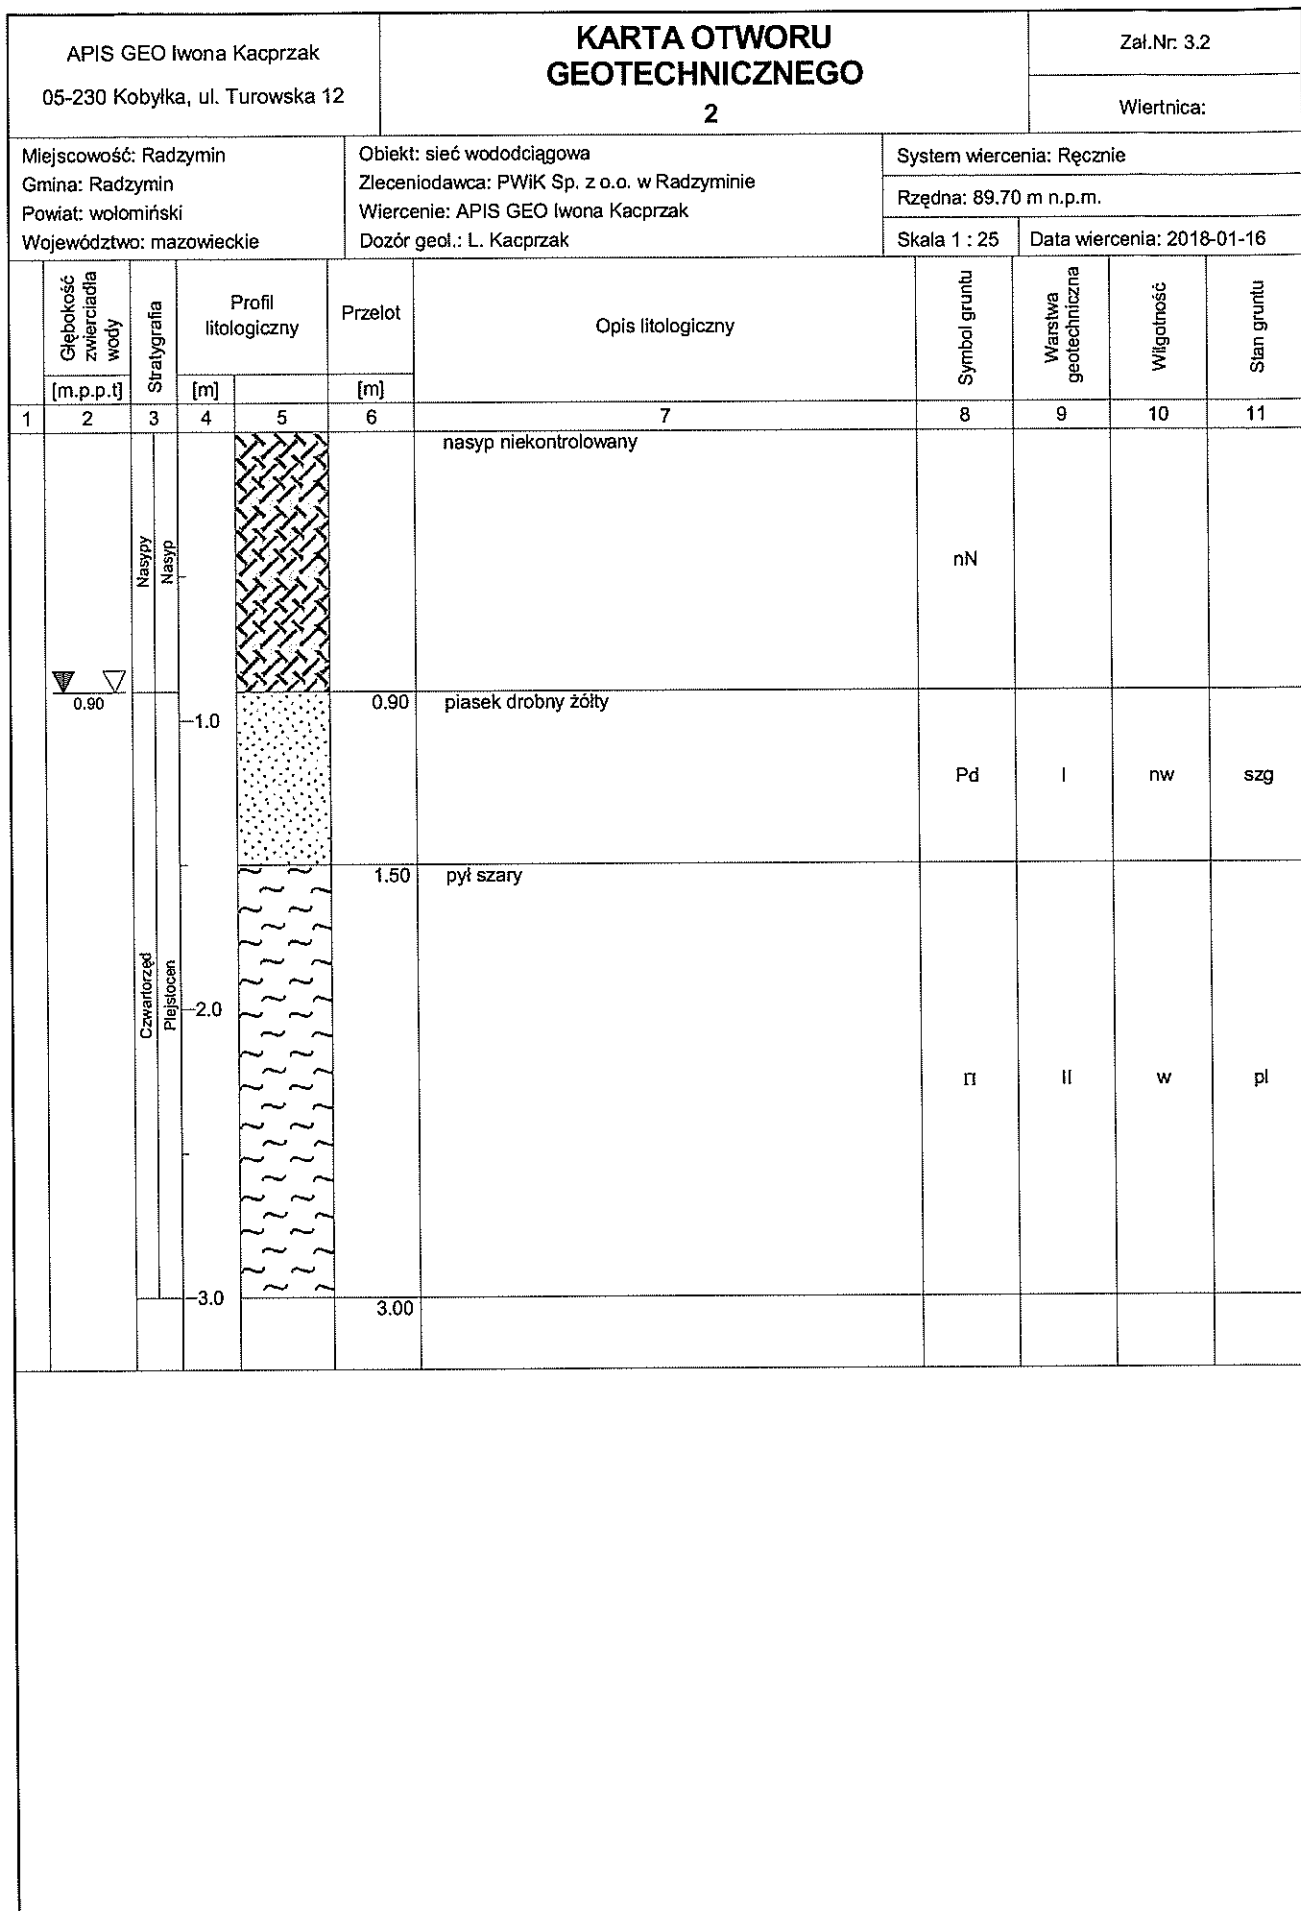 APIS GEO Iwona Kacprzak
05-230 Kobyłka, ul. Turowska 12
KARTA OTWORU
GEOTECHNICZNEGO
2
Zał.Nr: 3.2
Wiertnica:
Miejscowość: Radzymin
Gmina: Radzymin
Powiat: wołomiński
Województwo: mazowieckie
Obiekt: sieć wododciągowa
Zleceniodawca: PWiK Sp. z o.o. w Radzyminie
Wiercenie: APIS GEO Iwona Kacprzak
Dozór geol.: L. Kacprzak
System wiercenia: Ręcznie
Rzędna: 89.70 m n.p.m.
Skala 1 : 25
Data wiercenia: 2018-01-16
Głębokość
zwierciadła
wody
[m.p.p.t]
Stratygrafia
Profil
litologiczny
[m]
Przelot
[m]
Opis litologiczny
Symbol gruntu
Warstwa
geotechniczna
Wilgotność
Stan gruntu
1 2 3 4 5 6 7 8 9 10 11
nasyp niekontrolowany
Nasypy
Nasyp
nN
0.90
0.90
piasek drobny żółty
1.0
Pd I nw szg
1.50
pył szary
Czwartorzęd
Plejstocen
2.0
π II w pl
3.0
3.00